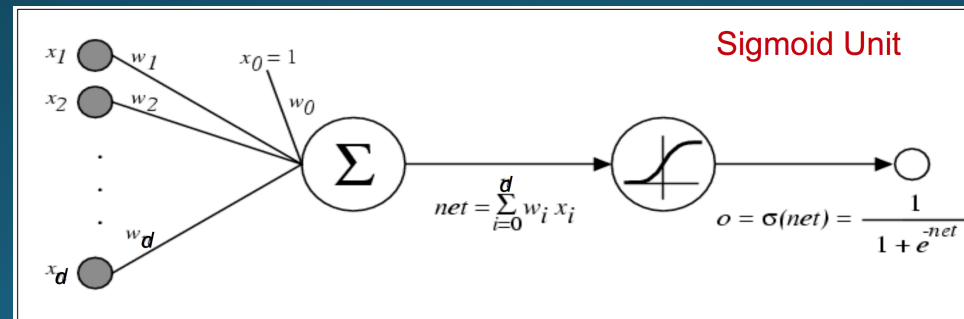 Sigmoid Unit
x1
w1
x0 = 1
x2
w2
w0
Σ
.
.
.
net = Σ_{i=0}^{d} wi xi
o = σ(net) = 1 / (1 + e^{-net})
wd
xd